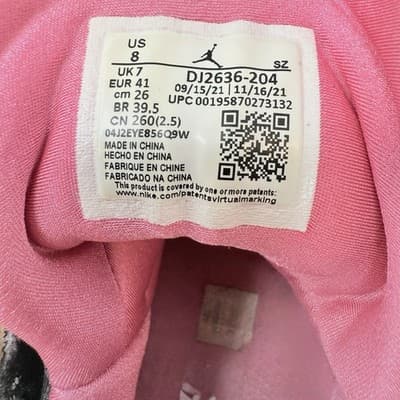 US
8
SZ
UK 7
EUR 41
cm 26
BR 39,5
CN 260(2.5)
DJ2636-204
09/15/21 | 11/16/21
UPC 00195870273132
04J2EYE856Q9W
MADE IN CHINA
HECHO EN CHINA
FABRIQUE EN CHINE
FABRICADO NA CHINA
This product is covered by one or more patents:
www.nike.com/patentsvirtualmarking